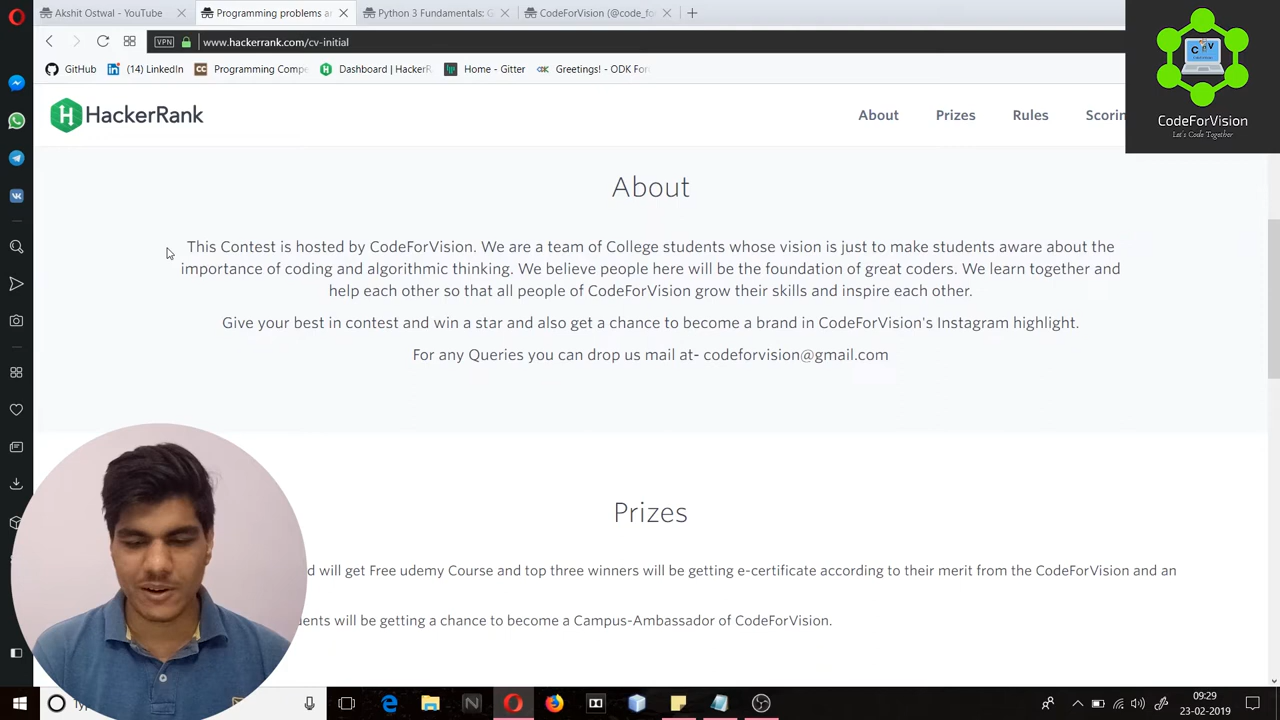 Akshit Ostwal - YouTube
Programming problems a
Python 3 Fundamentals: G
CodeForVision (@code_fo
VPN
www.hackerrank.com/cv-initial
GitHub
(14) LinkedIn
Programming Compe
Dashboard | HackerR
Home - Filter
Greetings! - ODK For
HackerRank
About
Prizes
Rules
Scorin
CodeForVision
Let's Code Together
About
This Contest is hosted by CodeForVision. We are a team of College students whose vision is just to make students aware about the
importance of coding and algorithmic thinking. We believe people here will be the foundation of great coders. We learn together and
help each other so that all people of CodeForVision grow their skills and inspire each other.
Give your best in contest and win a star and also get a chance to become a brand in CodeForVision's Instagram highlight.
For any Queries you can drop us mail at- codeforvision@gmail.com
Prizes
d will get Free udemy Course and top three winners will be getting e-certificate according to their merit from the CodeForVision and an
dents will be getting a chance to become a Campus-Ambassador of CodeForVision.
09:29
23-02-2019